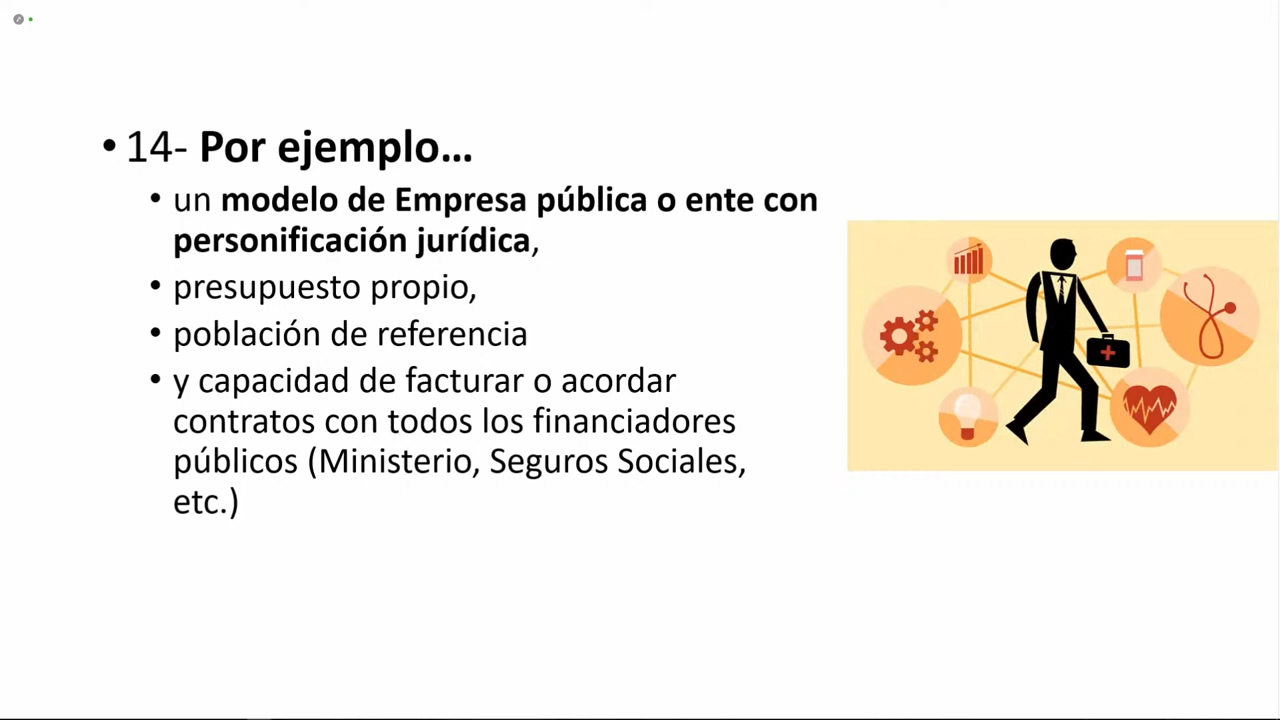 • 14- Por ejemplo...
• un modelo de Empresa pública o ente con
personificación jurídica,
• presupuesto propio,
• población de referencia
• y capacidad de facturar o acordar
contratos con todos los financiadores
públicos (Ministerio, Seguros Sociales,
etc.)